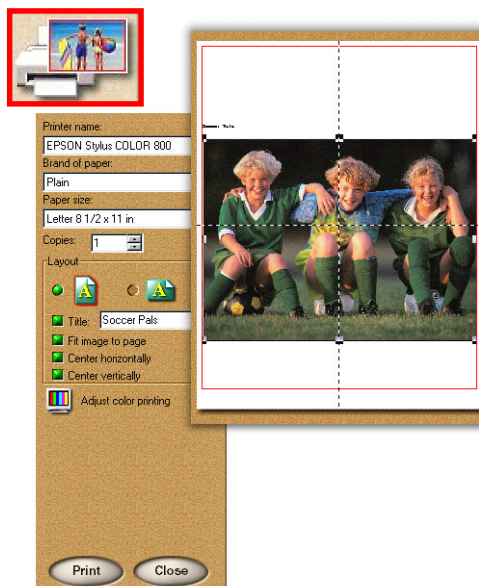 Printer name:
EPSON Stylus COLOR 800
Brand of paper:
Plain
Paper size:
Letter 8 1/2 x 11 in
Copies: 1
Layout
A A
Title: Soccer Pals
Fit image to page
Center horizontally
Center vertically
Adjust color printing
Print Close